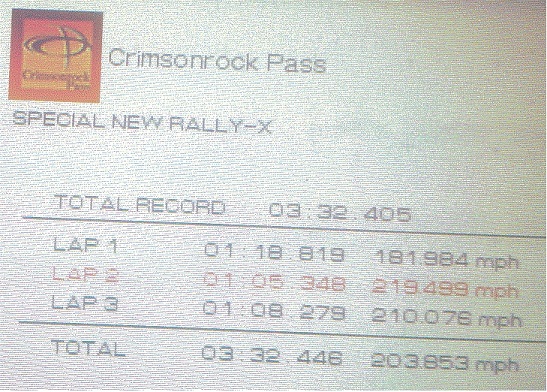 Crimsonrock
Pass
Crimsonrock Pass
SPECIAL NEW RALLY-X
TOTAL RECORD 03:32.405
LAP 1 01:18.819 181.984 mph
LAP 2 01:05.348 219.499 mph
LAP 3 01:08.279 210.076 mph
TOTAL 03:32.446 203.853 mph